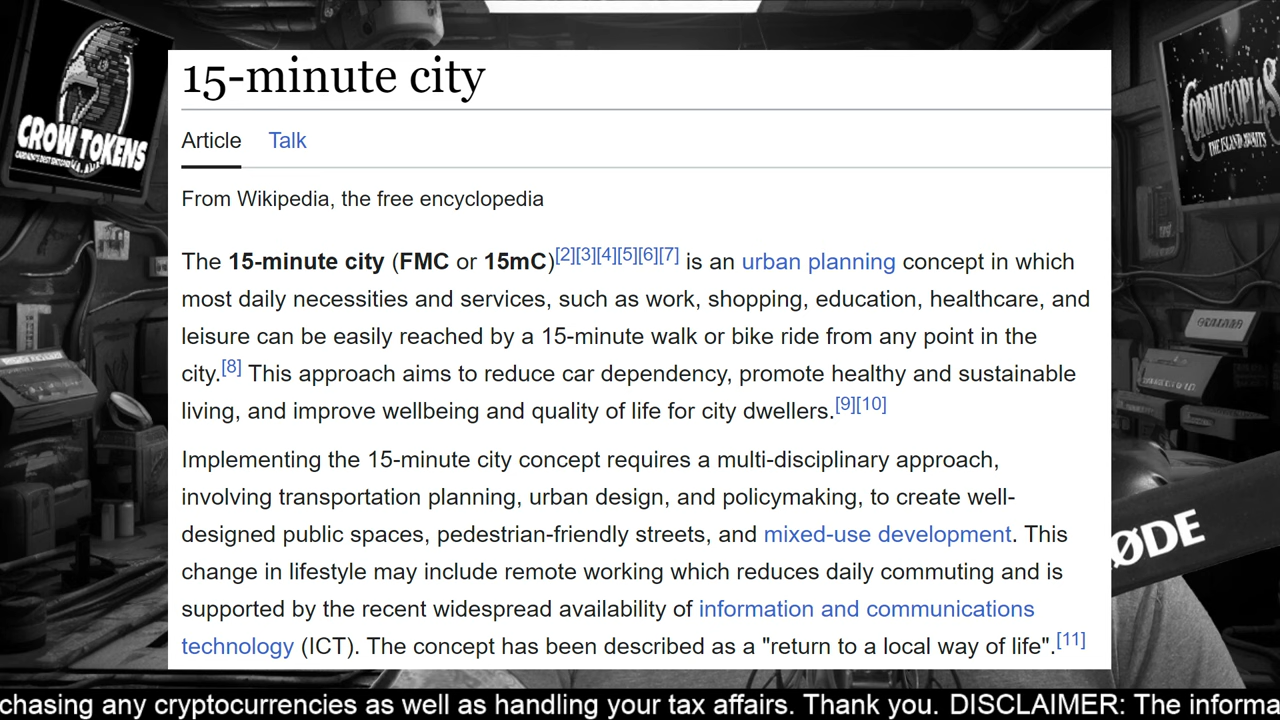 CROW TOKENS
CORNUCOPIAS
THE ISLAND
15-minute city
Article Talk
From Wikipedia, the free encyclopedia
The 15-minute city (FMC or 15mC)[2][3][4][5][6][7] is an urban planning concept in which
most daily necessities and services, such as work, shopping, education, healthcare, and
leisure can be easily reached by a 15-minute walk or bike ride from any point in the
city.[8] This approach aims to reduce car dependency, promote healthy and sustainable
living, and improve wellbeing and quality of life for city dwellers.[9][10]
Implementing the 15-minute city concept requires a multi-disciplinary approach,
involving transportation planning, urban design, and policymaking, to create well-
designed public spaces, pedestrian-friendly streets, and mixed-use development. This
change in lifestyle may include remote working which reduces daily commuting and is
supported by the recent widespread availability of information and communications
technology (ICT). The concept has been described as a "return to a local way of life".[11]
ØDE
chasing any cryptocurrencies as well as handling your tax affairs. Thank you. DISCLAIMER: The informa